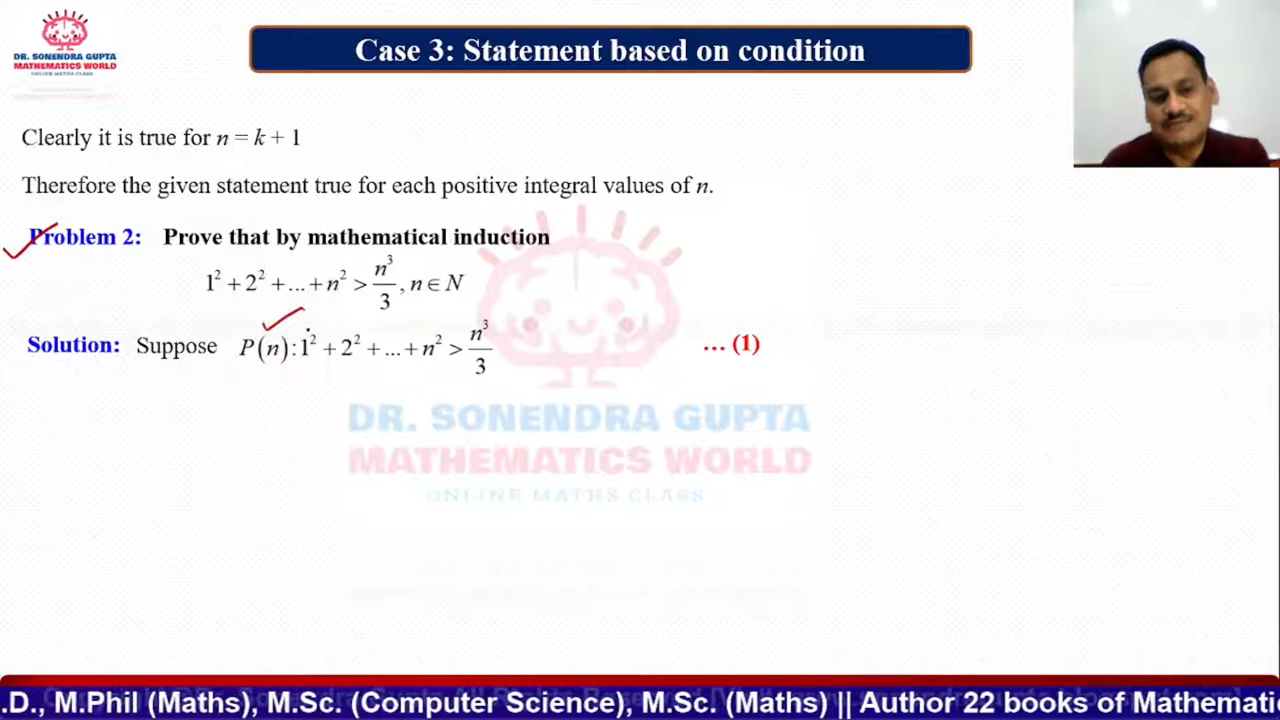 DR. SONENDRA GUPTA
MATHEMATICS WORLD
ONLINE MATHS CLASS
Case 3: Statement based on condition
Clearly it is true for n = k + 1
Therefore the given statement true for each positive integral values of n.
Problem 2: Prove that by mathematical induction
1² + 2² + ... + n² > n³/3, n ∈ N
Solution: Suppose P(n): 1² + 2² + ... + n² > n³/3 ... (1)
DR. SONENDRA GUPTA
MATHEMATICS WORLD
ONLINE MATHS CLASS
.D., M.Phil (Maths), M.Sc. (Computer Science), M.Sc. (Maths) || Author 22 books of Mathemati